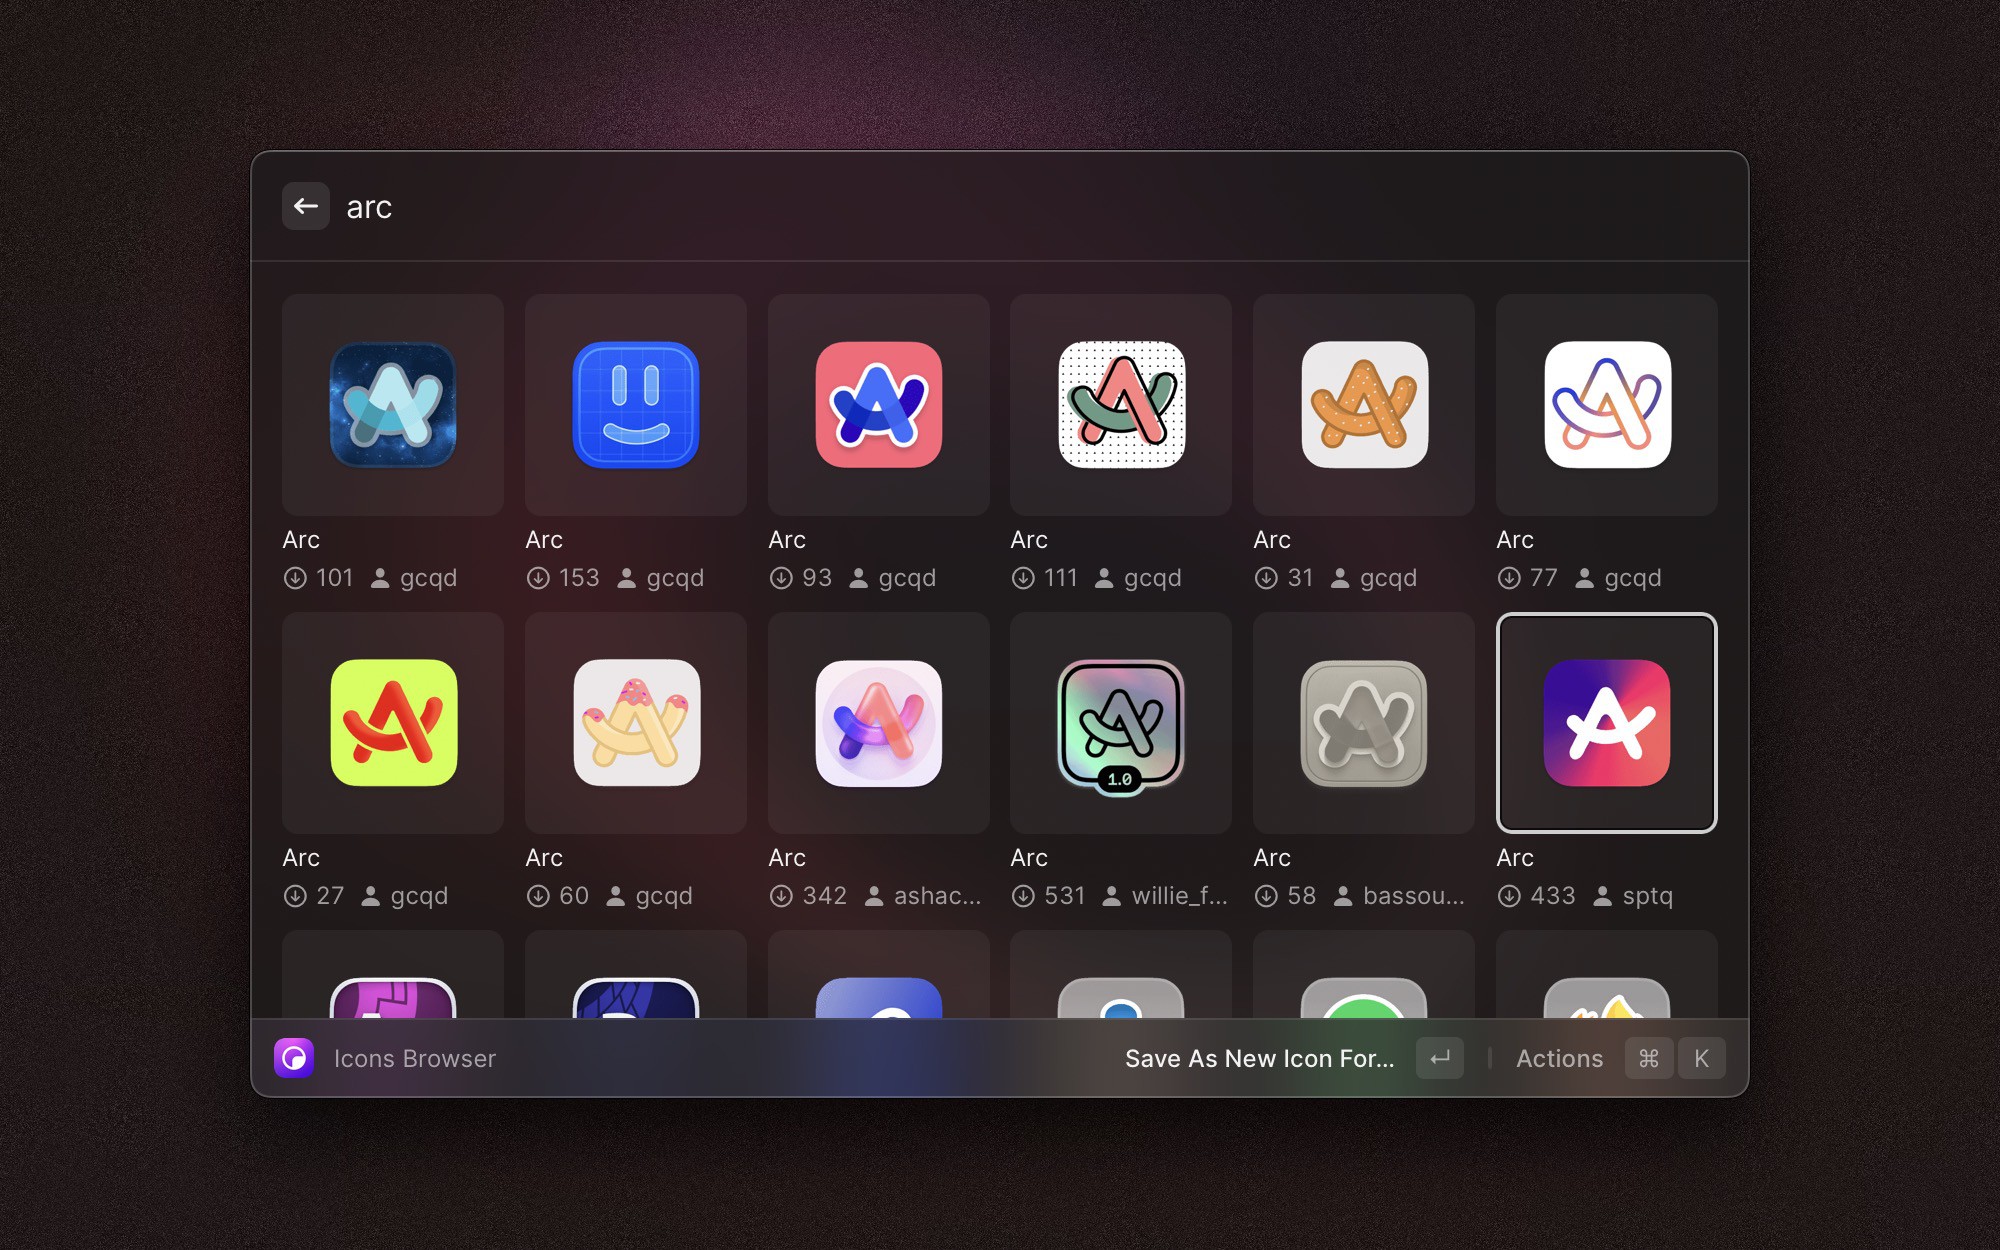 arc
Arc Arc Arc Arc Arc Arc
101 gcqd 153 gcqd 93 gcqd 111 gcqd 31 gcqd 77 gcqd
1.0
Arc Arc Arc Arc Arc Arc
27 gcqd 60 gcqd 342 ashac... 531 willie_f... 58 bassou... 433 sptq
Icons Browser Save As New Icon For... ↵ Actions ⌘ K